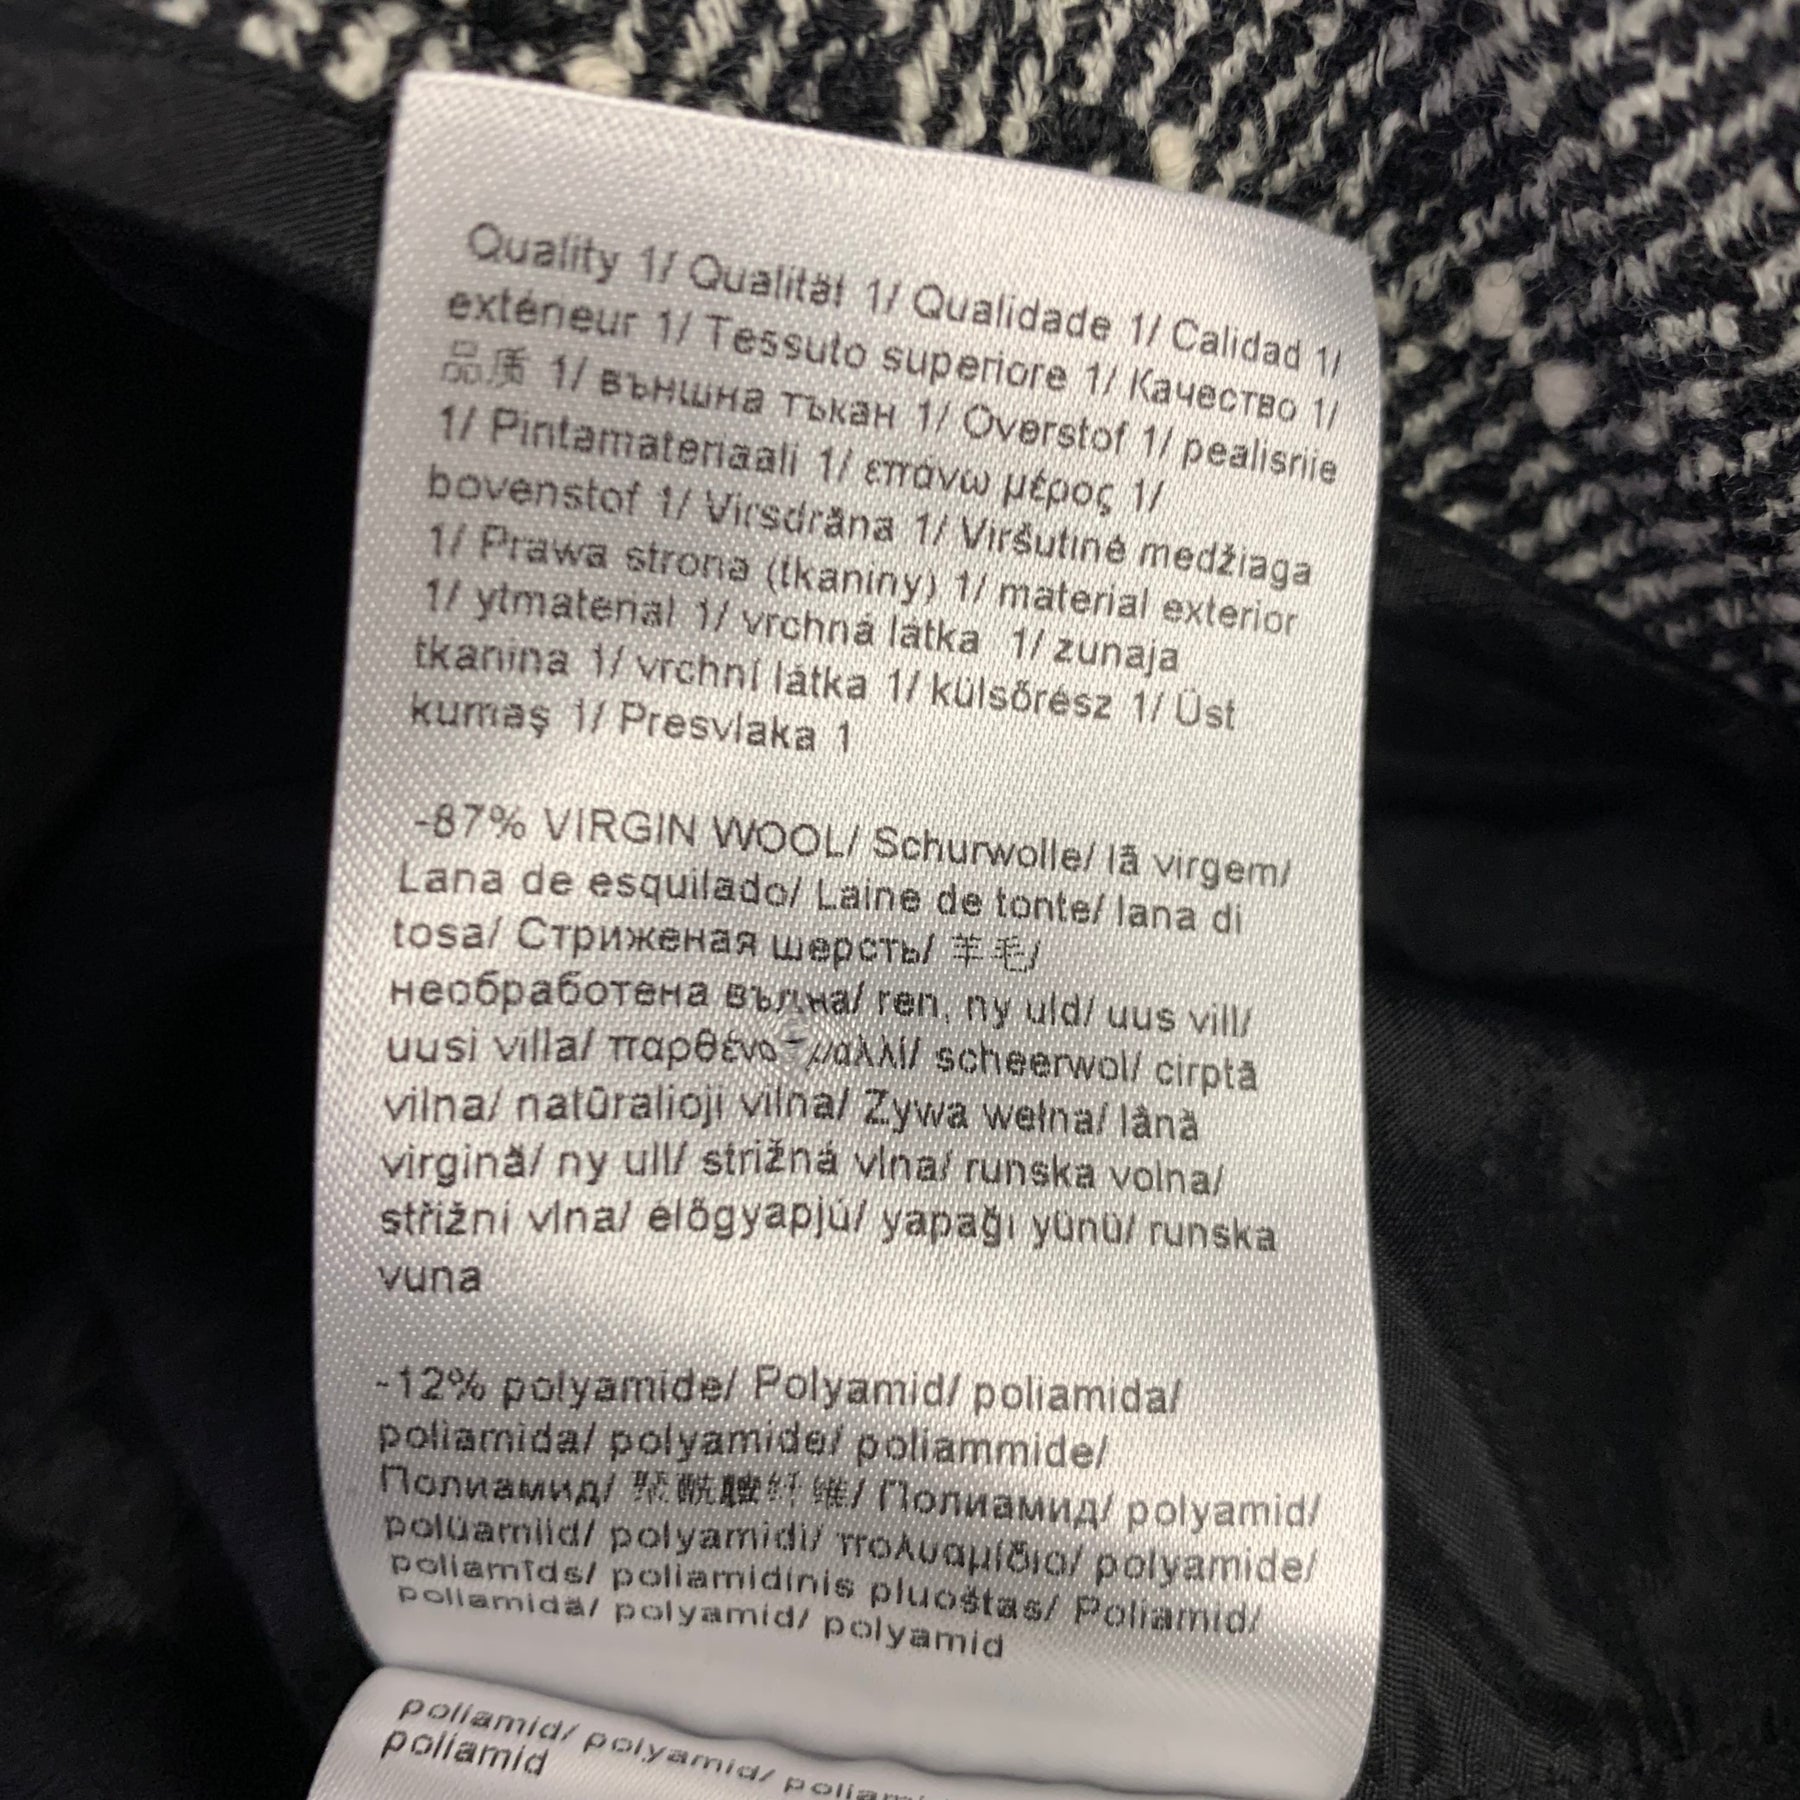 Quality 1/ Qualität 1/ Qualidade 1/ Calidad 1/
extérieur 1/ Tessuto superiore 1/ Качество 1/
品质 1/ външна тъкан 1/ Overstof 1/ pealisriie
1/ Pintamateriaali 1/ επάνω μέρος 1/
bovenstof 1/ Virsdrāna 1/ Viršutinė medžiaga
1/ Prawa strona (tkaniny) 1/ material exterior
1/ ytmaterial 1/ vrchná látka 1/ zunaja
tkanina 1/ vrchní látka 1/ külsőrész 1/ Üst
kumaş 1/ Presvlaka 1
-87% VIRGIN WOOL/ Schurwolle/ lã virgem/
Lana de esquilado/ Laine de tonte/ lana di
tosa/ Стриженая шерсть/ 羊毛/
необработена вълна/ ren, ny uld/ uus vill/
uusi villa/ παρθένο μαλλί/ scheerwol/ cirptā
vilna/ natūralioji vilna/ Żywa wełna/ lână
virgină/ ny ull/ strižná vlna/ runska volna/
střižní vlna/ élőgyapjú/ yapağı yünü/ runska
vuna
-12% polyamide/ Polyamid/ poliamida/
poliamida/ polyamide/ poliammide/
Полиамид/ 聚酰胺纤维/ Полиамид/ polyamid/
polüamiid/ polyamidi/ πολυαμίδιο/ polyamide/
poliamīds/ poliamidinis pluoštas/ Poliamid/
poliamidă/ polyamid/ polyamid
poliamid/ polyamid/
poliamid